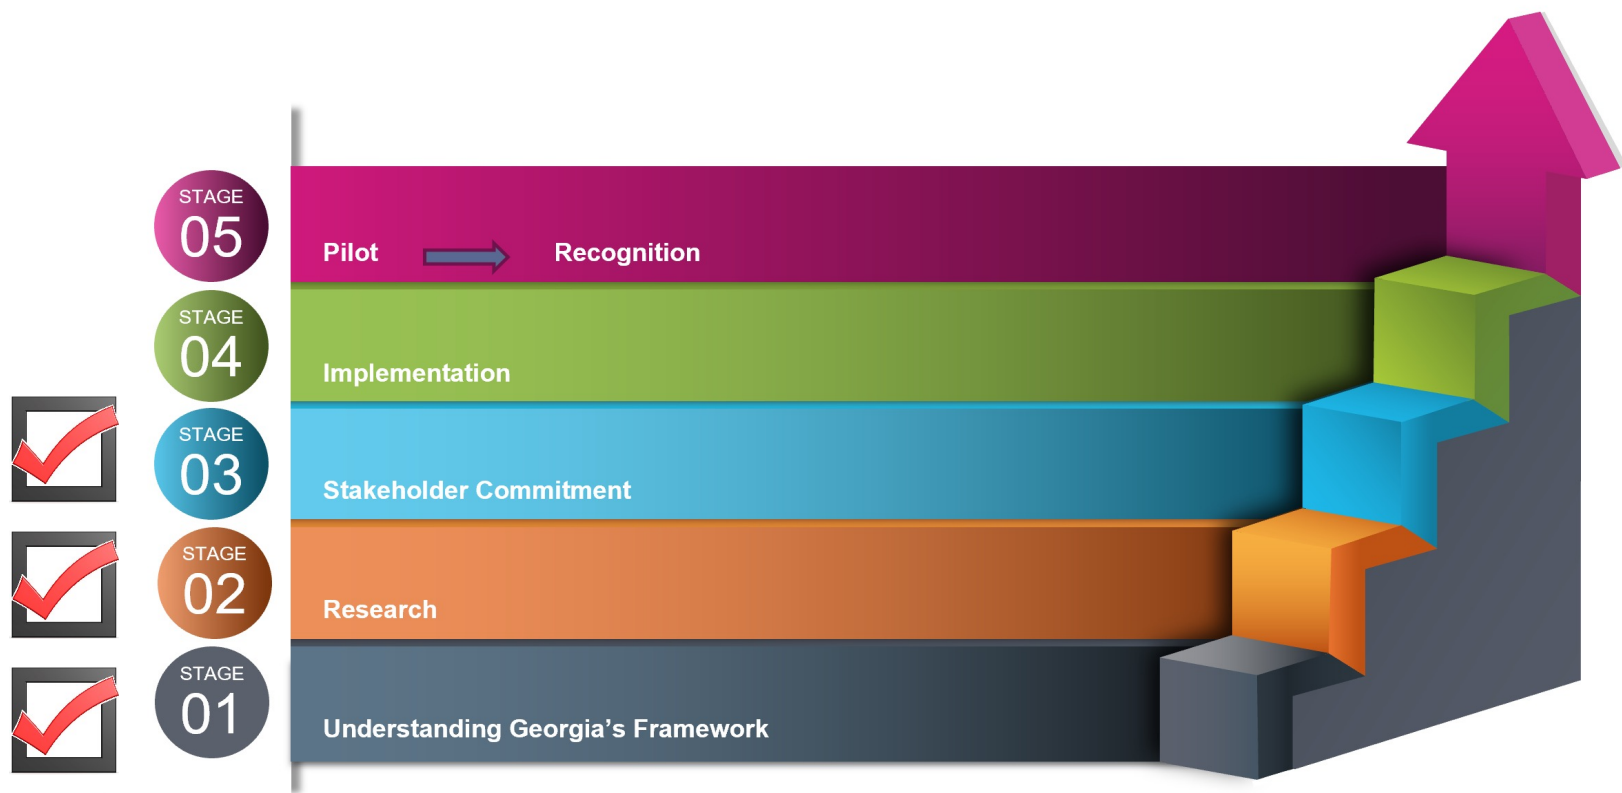 STAGE
05
Pilot Recognition
STAGE
04
Implementation
STAGE
03
Stakeholder Commitment
STAGE
02
Research
STAGE
01
Understanding Georgia’s Framework